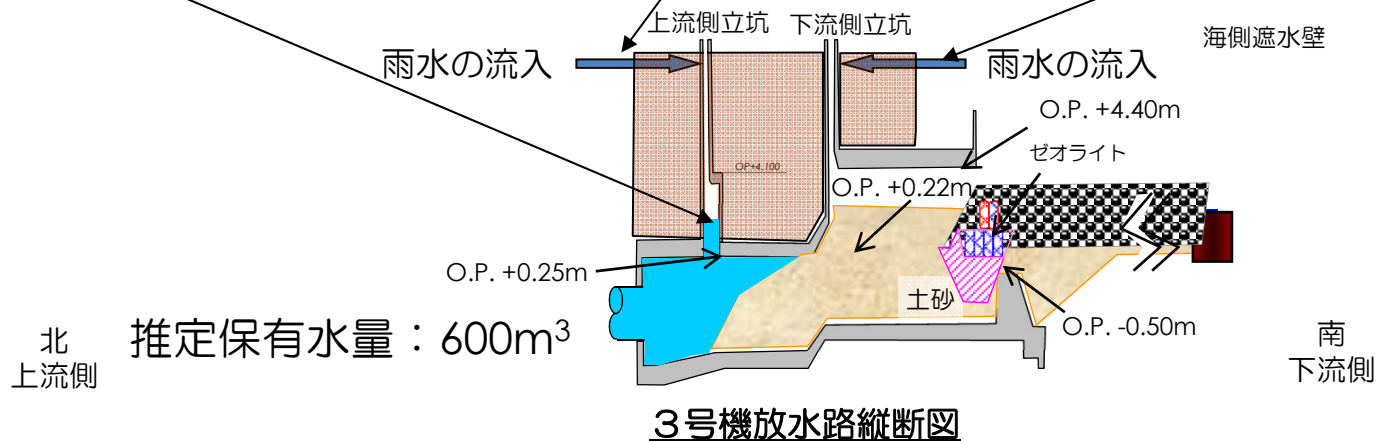 上流側立坑 下流側立坑
海側遮水壁
雨水の流入 雨水の流入
O.P. +4.40m
ゼオライト
OP+4.100
O.P. +0.22m
O.P. +0.25m
土砂
O.P. -0.50m
北
上流側
推定保有水量：600m³
南
下流側
３号機放水路縦断図